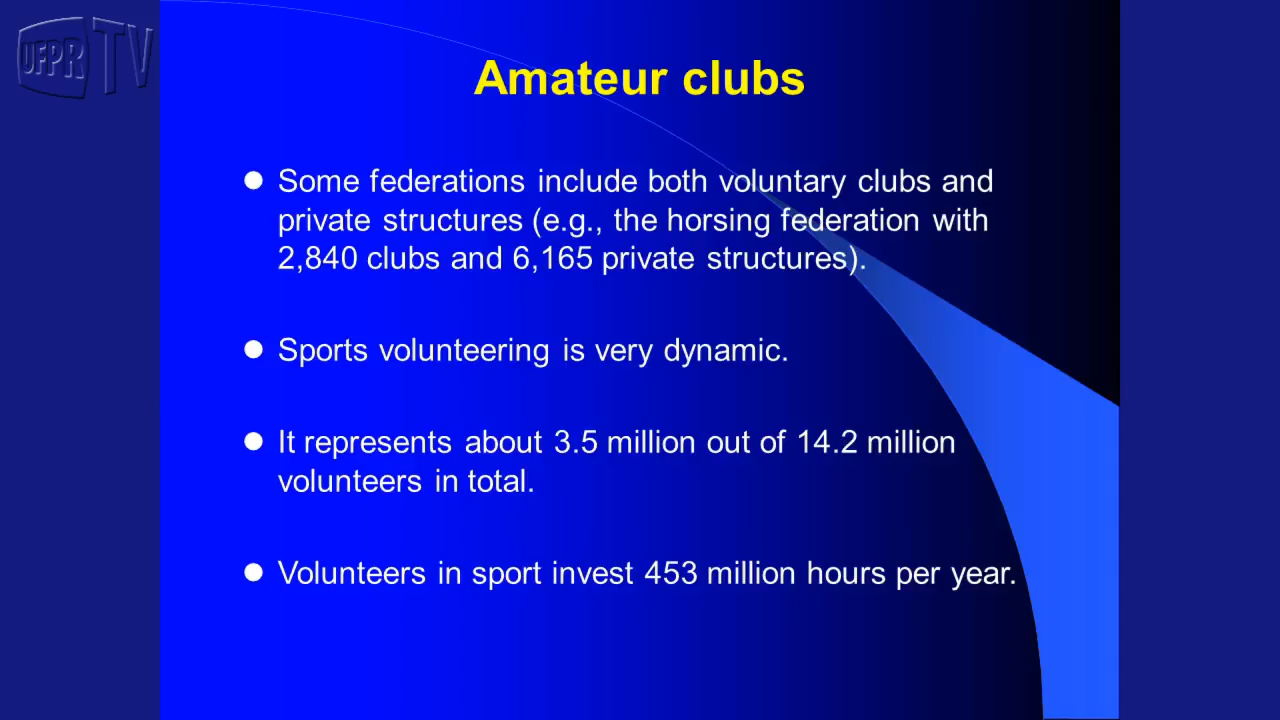 UFPR TV
Amateur clubs
● Some federations include both voluntary clubs and
private structures (e.g., the horsing federation with
2,840 clubs and 6,165 private structures).
● Sports volunteering is very dynamic.
● It represents about 3.5 million out of 14.2 million
volunteers in total.
● Volunteers in sport invest 453 million hours per year.